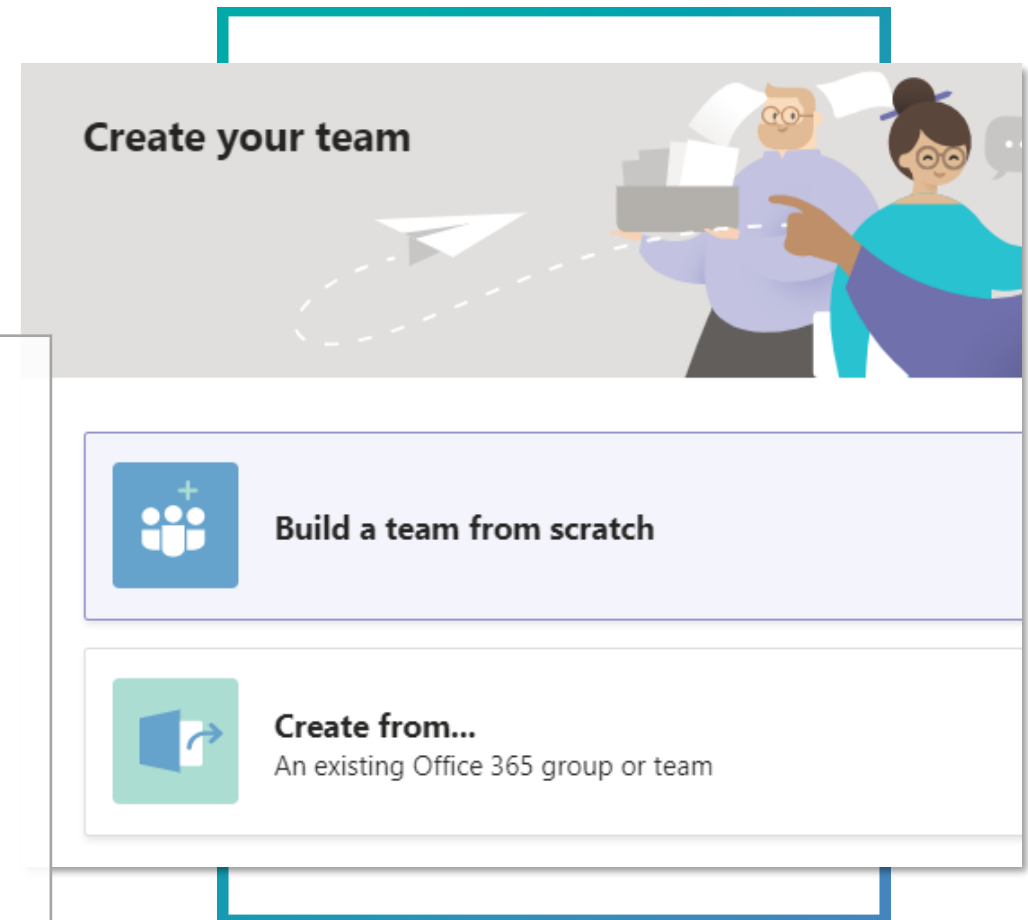 Create your team
Build a team from scratch
Create from...
An existing Office 365 group or team